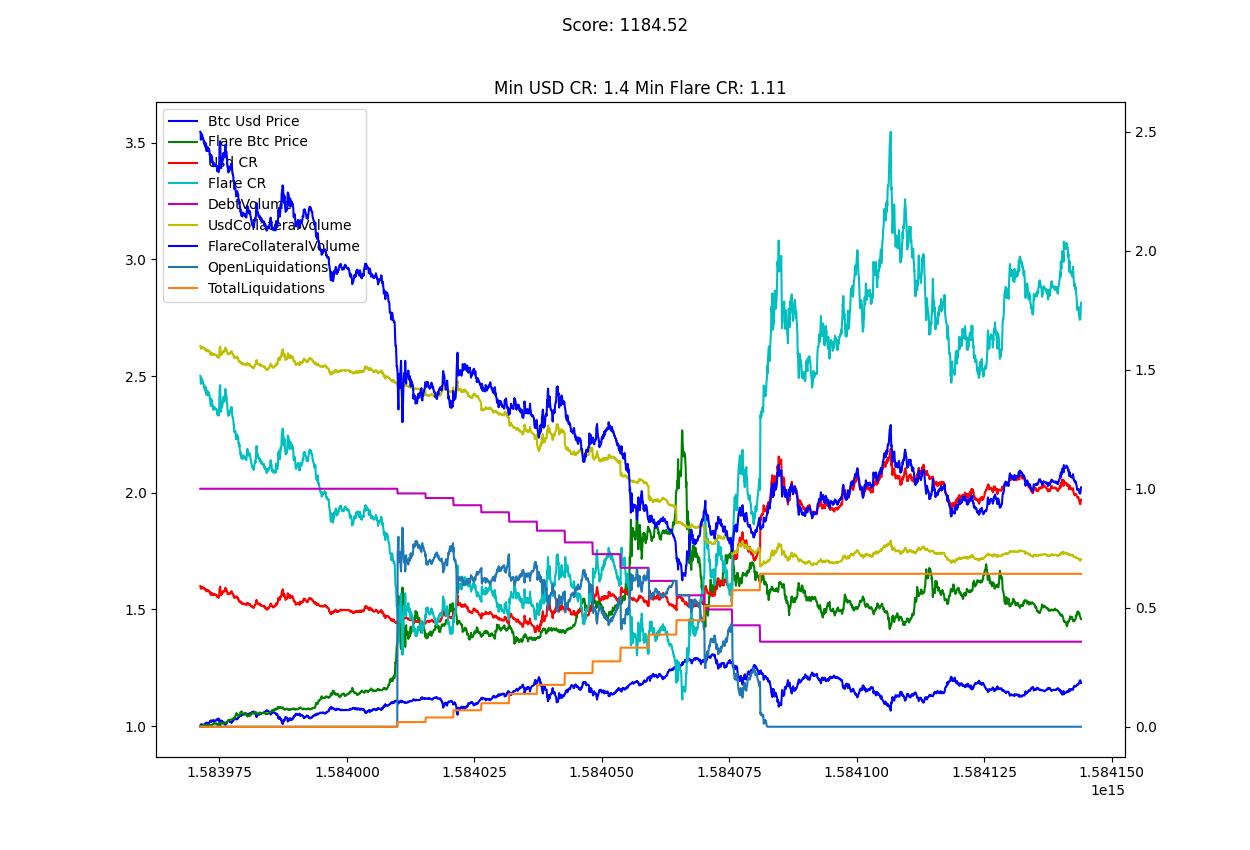 Score: 1184.52
Min USD CR: 1.4 Min Flare CR: 1.11
Btc Usd Price
Flare Btc Price
Usd CR
Flare CR
DebtVolume
UsdCollateralVolume
FlareCollateralVolume
OpenLiquidations
TotalLiquidations
3.5
3.0
2.5
2.0
1.5
1.0
2.5
2.0
1.5
1.0
0.5
0.0
1.583975 1.584000 1.584025 1.584050 1.584075 1.584100 1.584125 1.584150
1e15